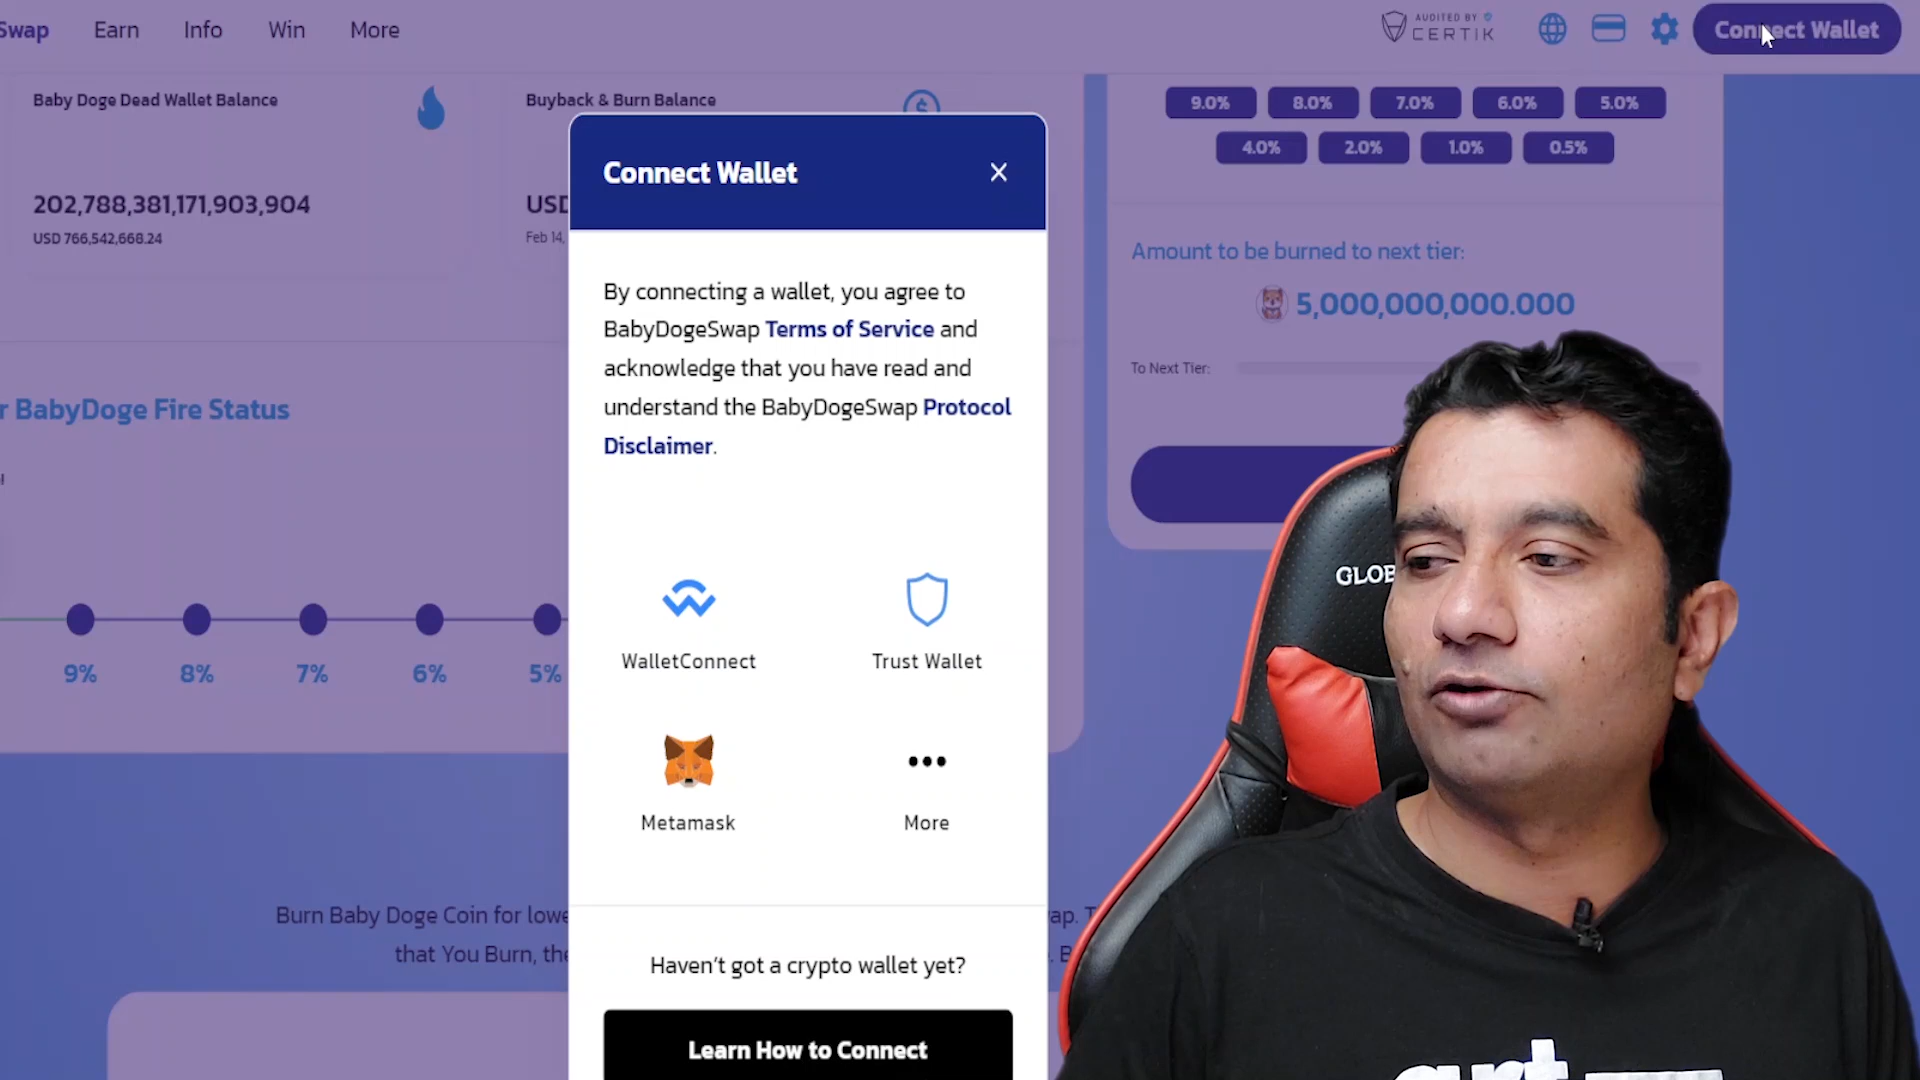 Swap Earn Info Win More
AUDITED BY
CERTIK
Connect Wallet
Baby Doge Dead Wallet Balance
202,788,381,171,903,904
USD 766,542,668.24
Buyback & Burn Balance
USD
Feb 14,
9.0% 8.0% 7.0% 6.0% 5.0%
4.0% 2.0% 1.0% 0.5%
Amount to be burned to next tier:
5,000,000,000.000
To Next Tier:
r BabyDoge Fire Status
9% 8% 7% 6% 5%
Connect Wallet
By connecting a wallet, you agree to
BabyDogeSwap Terms of Service and
acknowledge that you have read and
understand the BabyDogeSwap Protocol
Disclaimer.
WalletConnect
Trust Wallet
Metamask
More
Haven't got a crypto wallet yet?
Learn How to Connect
Burn Baby Doge Coin for lowe
that You Burn, the
GLOB